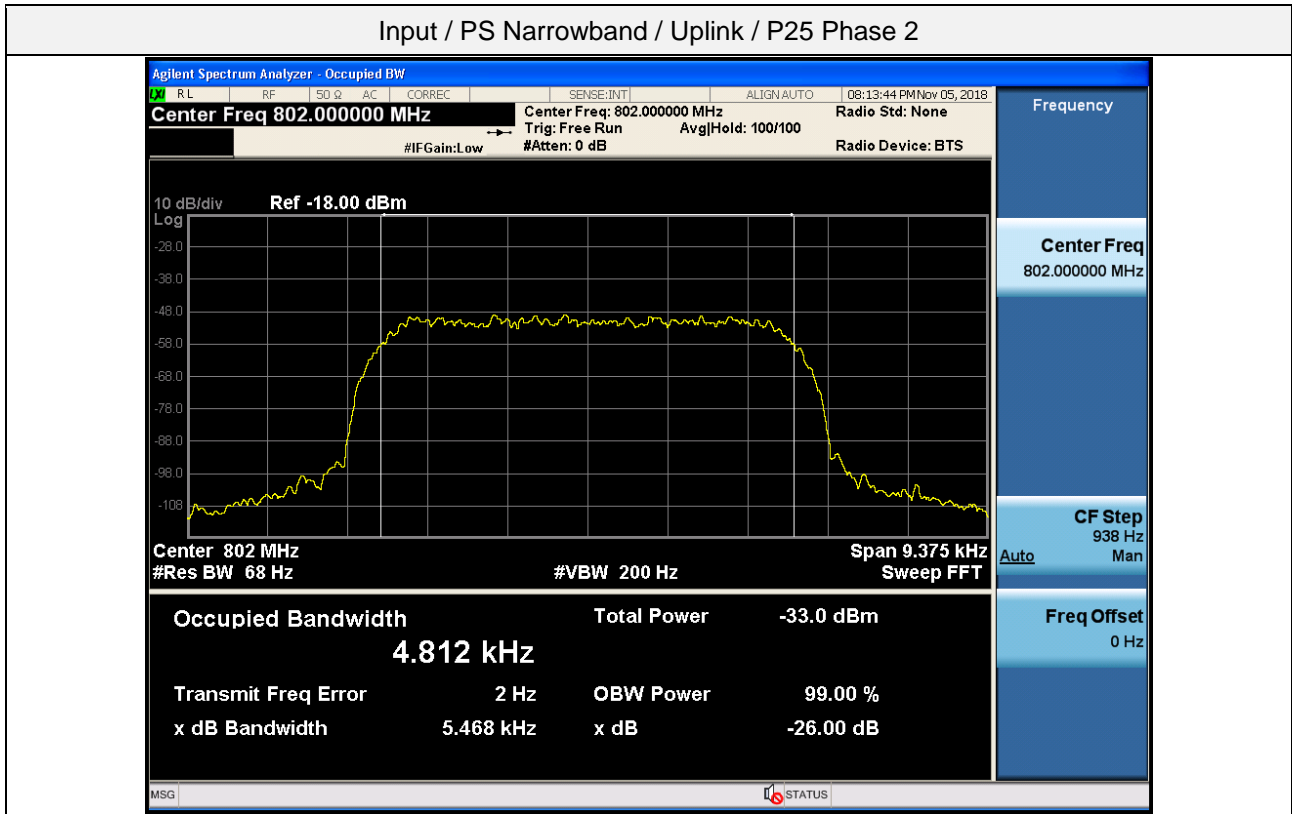 Input / PS Narrowband / Uplink / P25 Phase 2
Agilent Spectrum Analyzer - Occupied BW
LXI RL RF 50 Ω AC CORREC SENSE:INT ALIGN AUTO 08:13:44 PM Nov 05, 2018
Center Freq 802.000000 MHz
Center Freq: 802.000000 MHz
Radio Std: None
Trig: Free Run Avg|Hold: 100/100
#IFGain:Low #Atten: 0 dB Radio Device: BTS
10 dB/div Ref -18.00 dBm
Log
-28.0
-38.0
-48.0
-58.0
-68.0
-78.0
-88.0
-98.0
-108
Center 802 MHz Span 9.375 kHz
#Res BW 68 Hz #VBW 200 Hz Sweep FFT
Occupied Bandwidth Total Power -33.0 dBm
4.812 kHz
Transmit Freq Error 2 Hz OBW Power 99.00 %
x dB Bandwidth 5.468 kHz x dB -26.00 dB
MSG STATUS
Frequency
Center Freq
802.000000 MHz
CF Step
938 Hz
Auto Man
Freq Offset
0 Hz